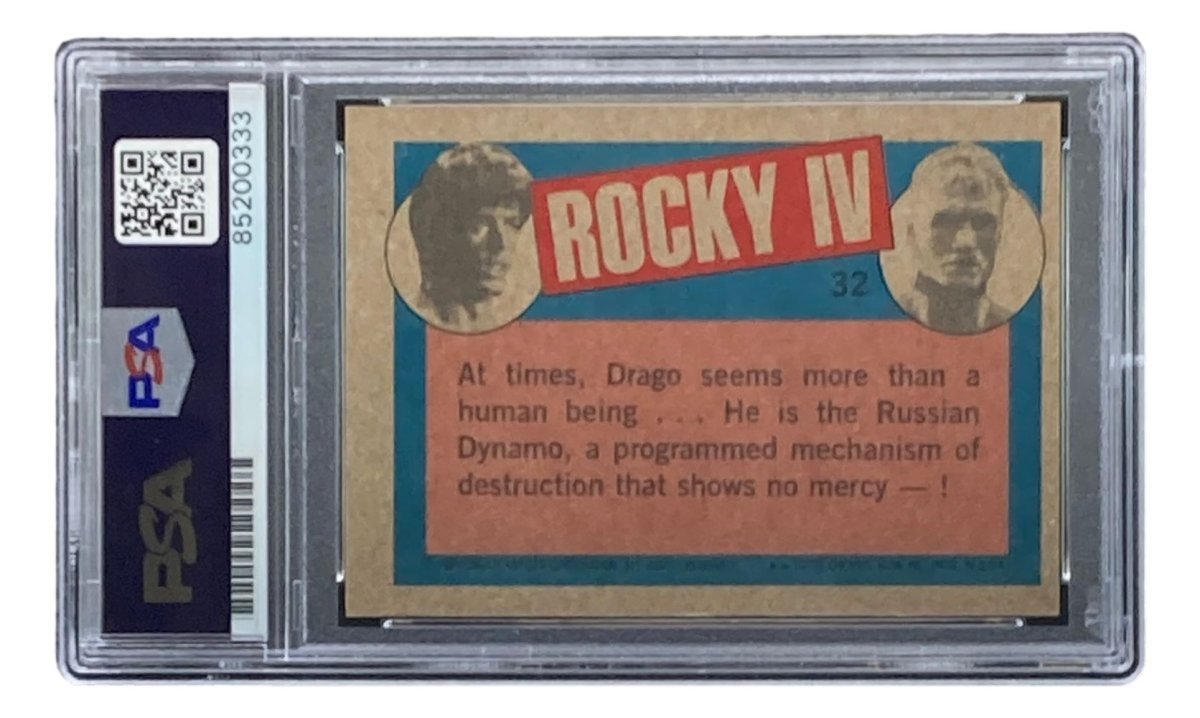 85200333
PSA
PSA
ROCKY IV
32
At times, Drago seems more than a
human being . . . He is the Russian
Dynamo, a programmed mechanism of
destruction that shows no mercy — !